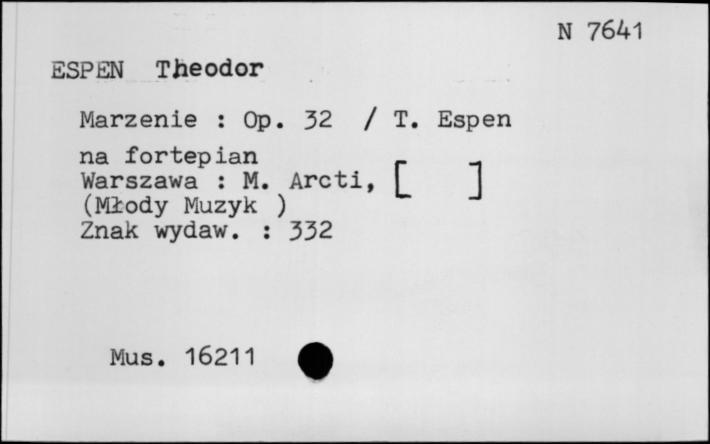 N 7641
ESPEN Theodor
Marzenie : Op. 32 / T. Espen
na fortepian
Warszawa : M. Arcti, [ ]
(Młody Muzyk )
Znak wydaw. : 332
Mus. 16211